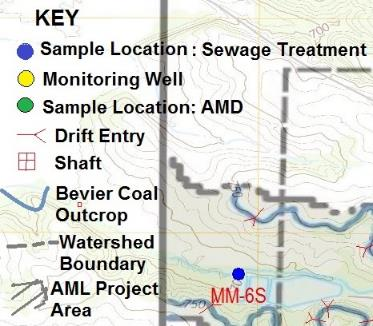 KEY
Sample Location : Sewage Treatment
Monitoring Well
Sample Location: AMD
Drift Entry
Shaft
Bevier Coal
Outcrop
Watershed
Boundary
AML Project
Area
700
MM-6S
750